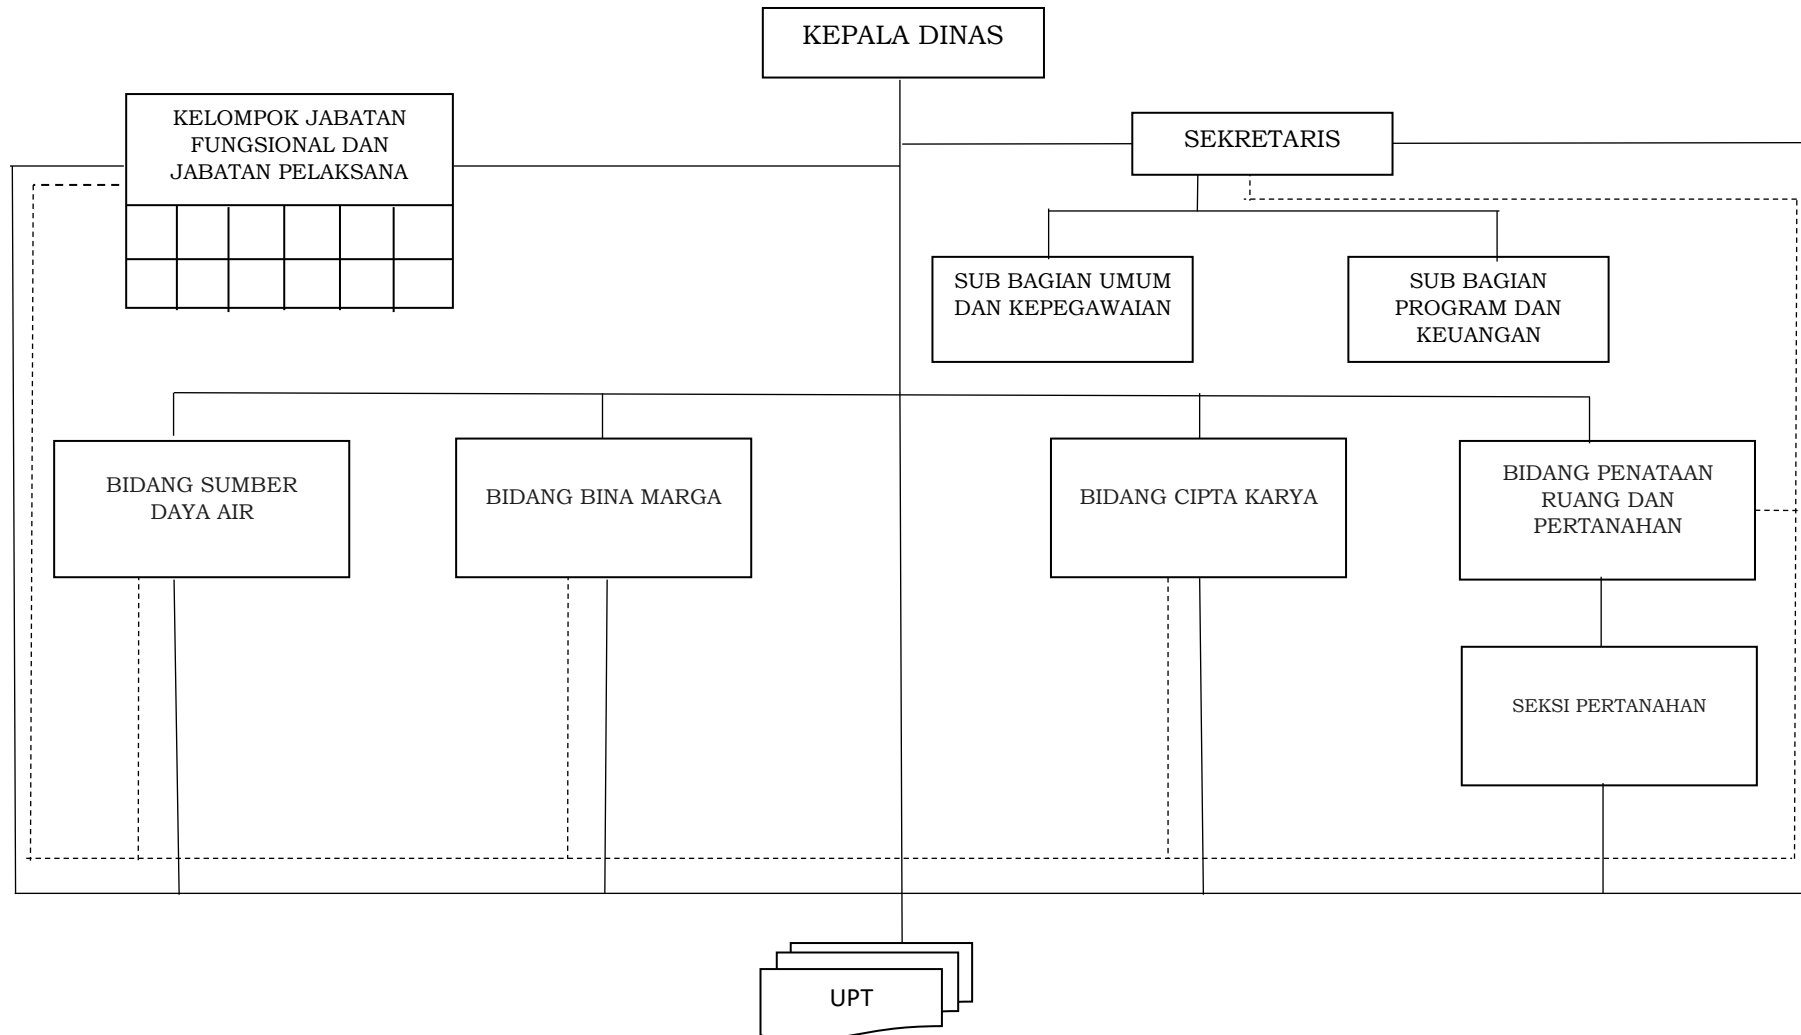 KEPALA DINAS
KELOMPOK JABATAN
FUNGSIONAL DAN
JABATAN PELAKSANA
SEKRETARIS
SUB BAGIAN UMUM
DAN KEPEGAWAIAN
SUB BAGIAN
PROGRAM DAN
KEUANGAN
BIDANG SUMBER
DAYA AIR
BIDANG BINA MARGA
BIDANG CIPTA KARYA
BIDANG PENATAAN
RUANG DAN
PERTANAHAN
SEKSI PERTANAHAN
UPT